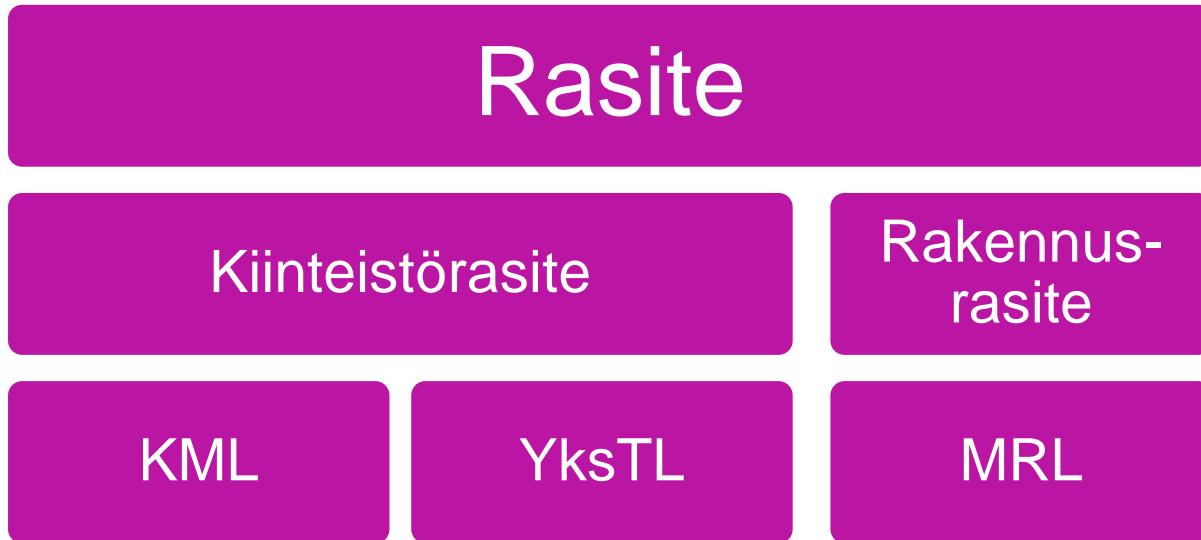 Rasite
Kiinteistörasite
Rakennus-
rasite
KML
YksTL
MRL